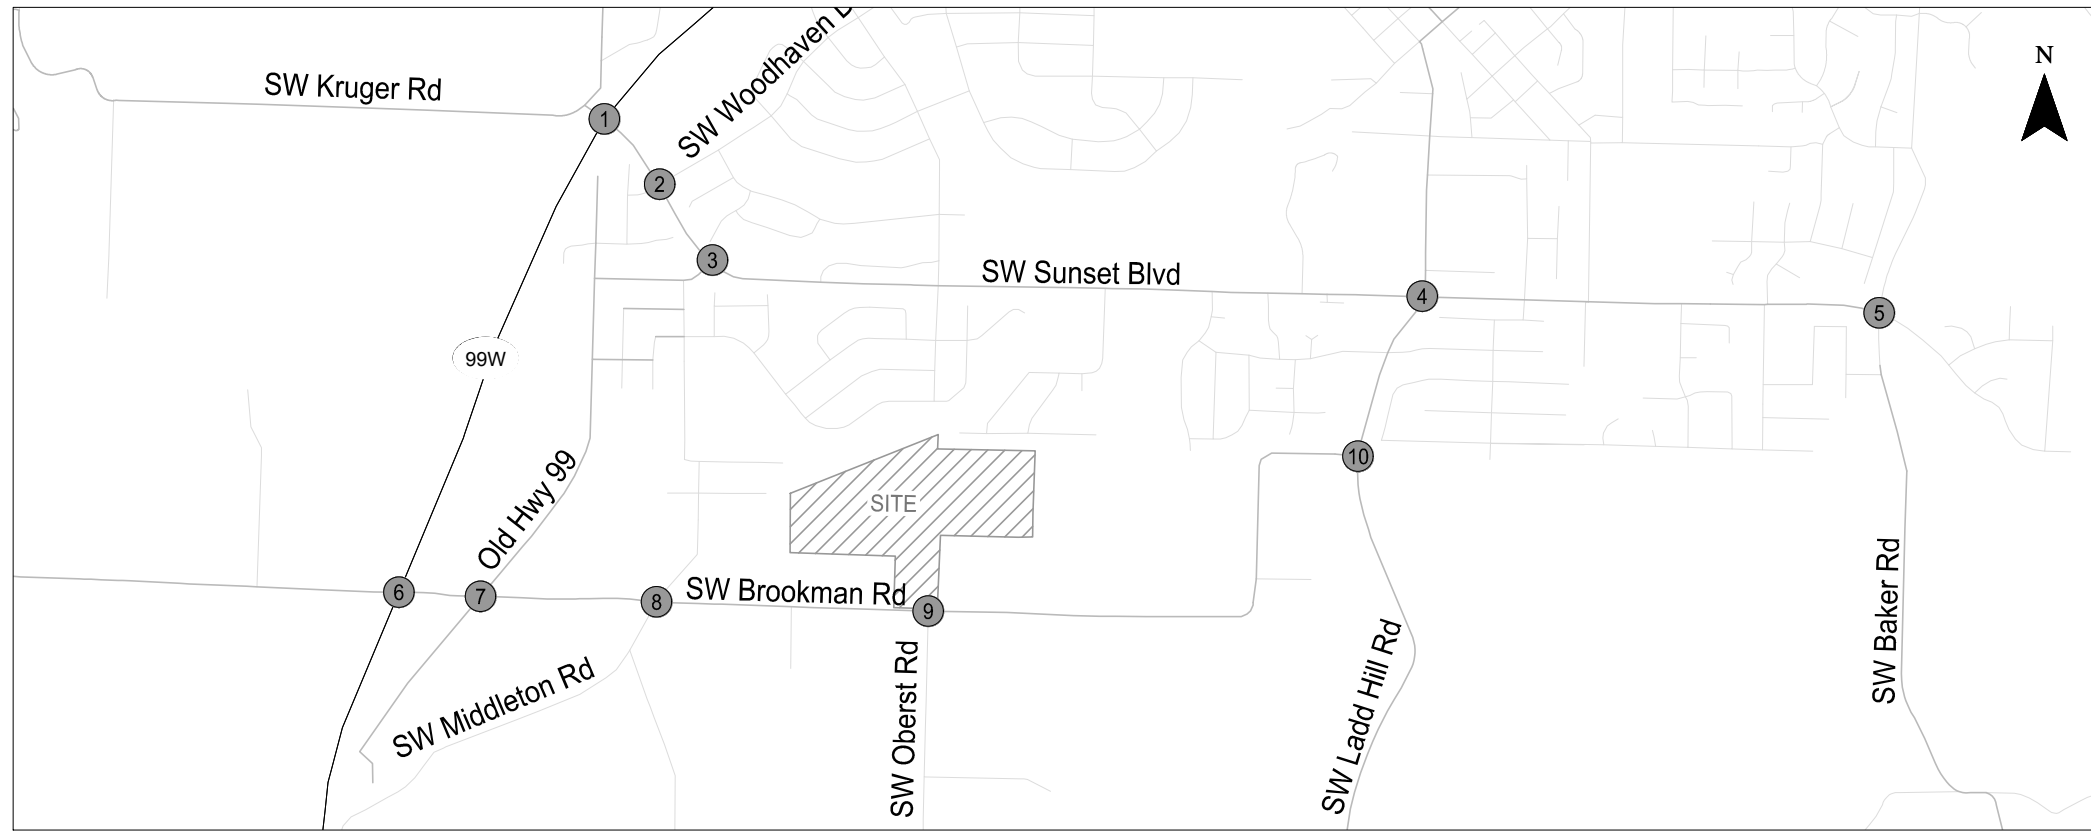 N
SW Kruger Rd
SW Woodhaven
1
2
3
SW Sunset Blvd
4
5
99W
Old Hwy 99
10
SITE
6
7
8
SW Brookman Rd
9
SW Middleton Rd
SW Oberst Rd
SW Ladd Hill Rd
SW Baker Rd